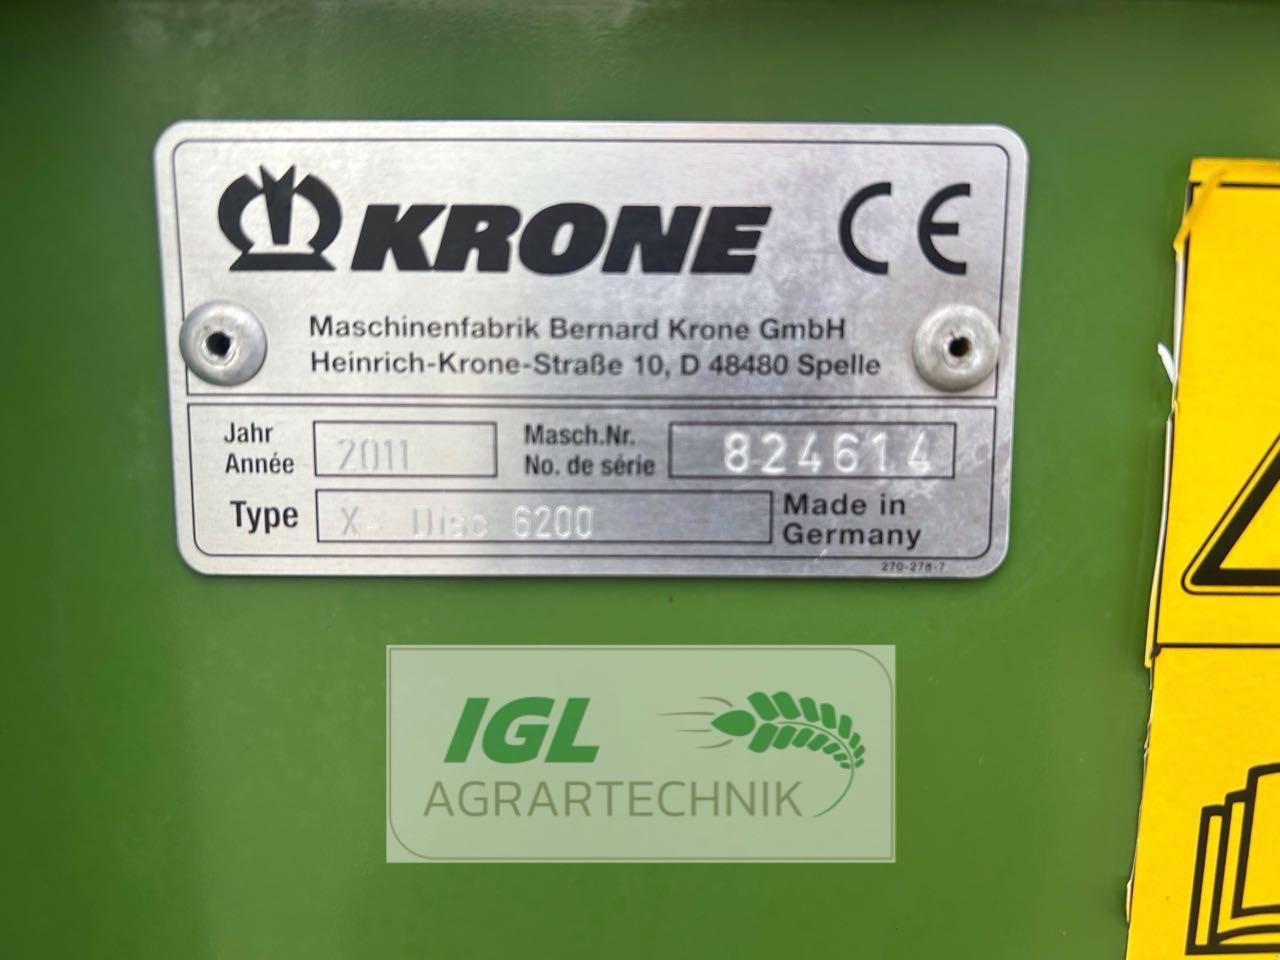 KRONE CE
Maschinenfabrik Bernard Krone GmbH
Heinrich-Krone-Straße 10, D 48480 Spelle
Jahr
Année
2011
Masch.Nr.
No. de série
824614
Type
X- Disc 6200
Made in
Germany
270-278-7
IGL
AGRARTECHNIK